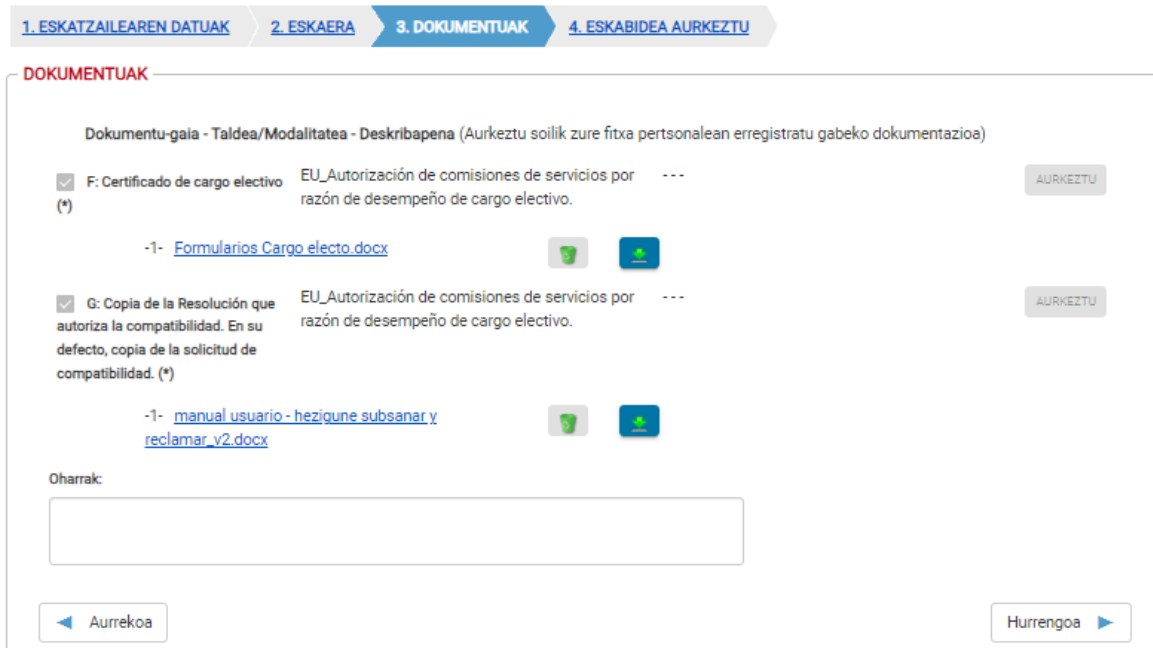 1. ESKATZAILEAREN DATUAK 2. ESKAERA 3. DOKUMENTUAK 4. ESKABIDEA AURKEZTU
DOKUMENTUAK
Dokumentu-gaia - Taldea/Modalitatea - Deskribapena (Aurkeztu soilik zure fitxa pertsonalean erregistratu gabeko dokumentazioa)
F: Certificado de cargo electivo
(*)
EU_Autorización de comisiones de servicios por
razón de desempeño de cargo electivo.
- - -
AURKEZTU
-1- Formularios Cargo electo.docx
G: Copia de la Resolución que
autoriza la compatibilidad. En su
defecto, copia de la solicitud de
compatibilidad. (*)
EU_Autorización de comisiones de servicios por
razón de desempeño de cargo electivo.
- - -
AURKEZTU
-1- manual usuario - hezigune subsanar y
reclamar_v2.docx
Oharrak:
Aurrekoa
Hurrengoa